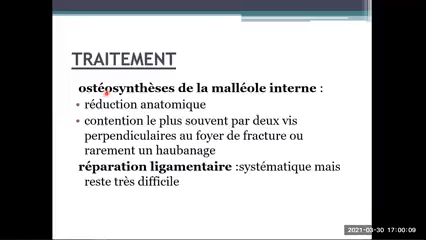 TRAITEMENT
ostéosynthèses de la malléole interne :
• réduction anatomique
• contention le plus souvent par deux vis
perpendiculaires au foyer de fracture ou
rarement un haubanage
réparation ligamentaire :systématique mais
reste très difficile
2021-03-30 17:00:09